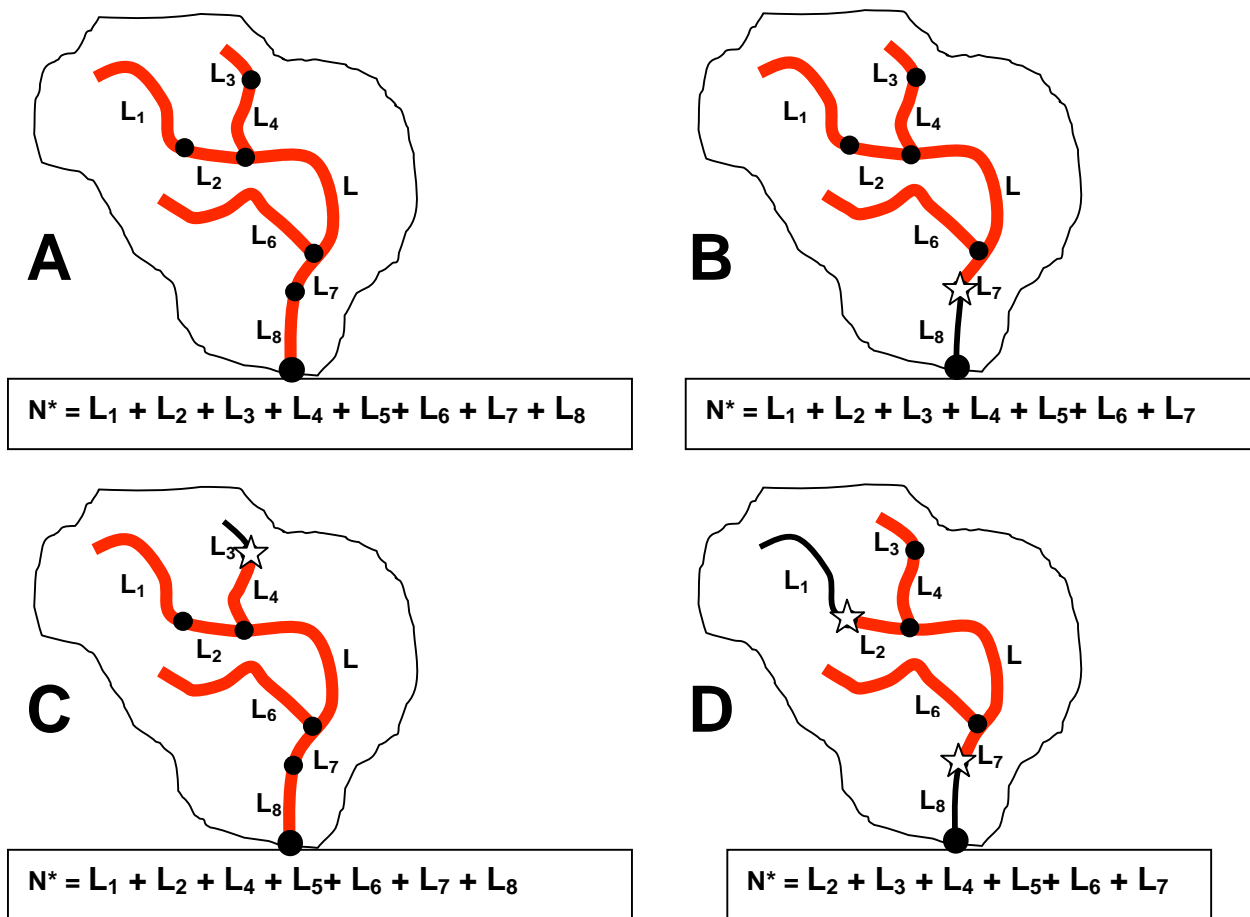 L₃
L₁
L₄
L₂
L
L₆
A
L₇
L₈
N* = L₁ + L₂ + L₃ + L₄ + L₅+ L₆ + L₇ + L₈
L₃
L₁
L₄
L₂
L
L₆
B
L₇
L₈
N* = L₁ + L₂ + L₃ + L₄ + L₅+ L₆ + L₇
L₃
L₁
L₄
L₂
L
L₆
C
L₇
L₈
N* = L₁ + L₂ + L₄ + L₅+ L₆ + L₇ + L₈
L₃
L₁
L₄
L₂
L
L₆
D
L₇
L₈
N* = L₂ + L₃ + L₄ + L₅+ L₆ + L₇